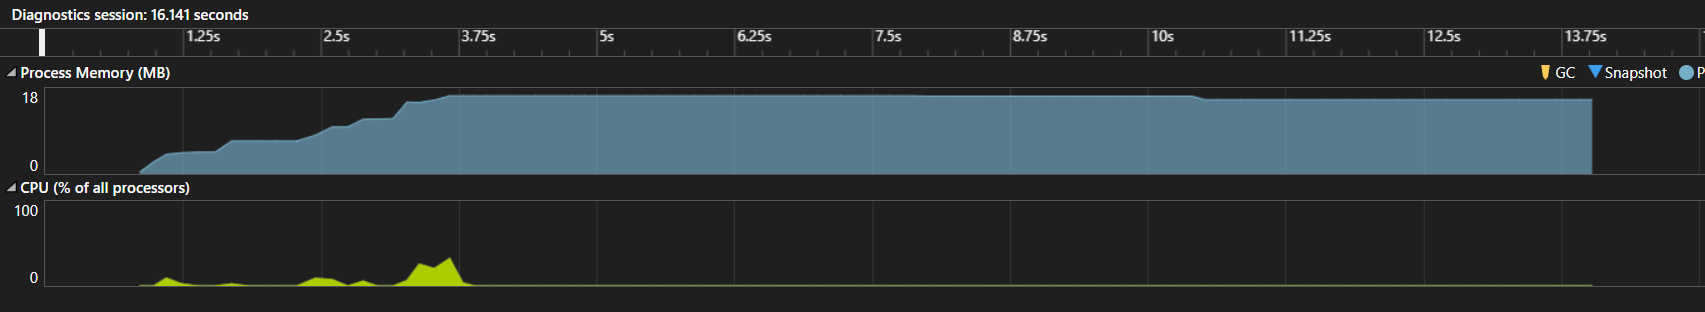 Diagnostics session: 16.141 seconds
1.25s 2.5s 3.75s 5s 6.25s 7.5s 8.75s 10s 11.25s 12.5s 13.75s
Process Memory (MB) GC Snapshot P
18
0
CPU (% of all processors)
100
0